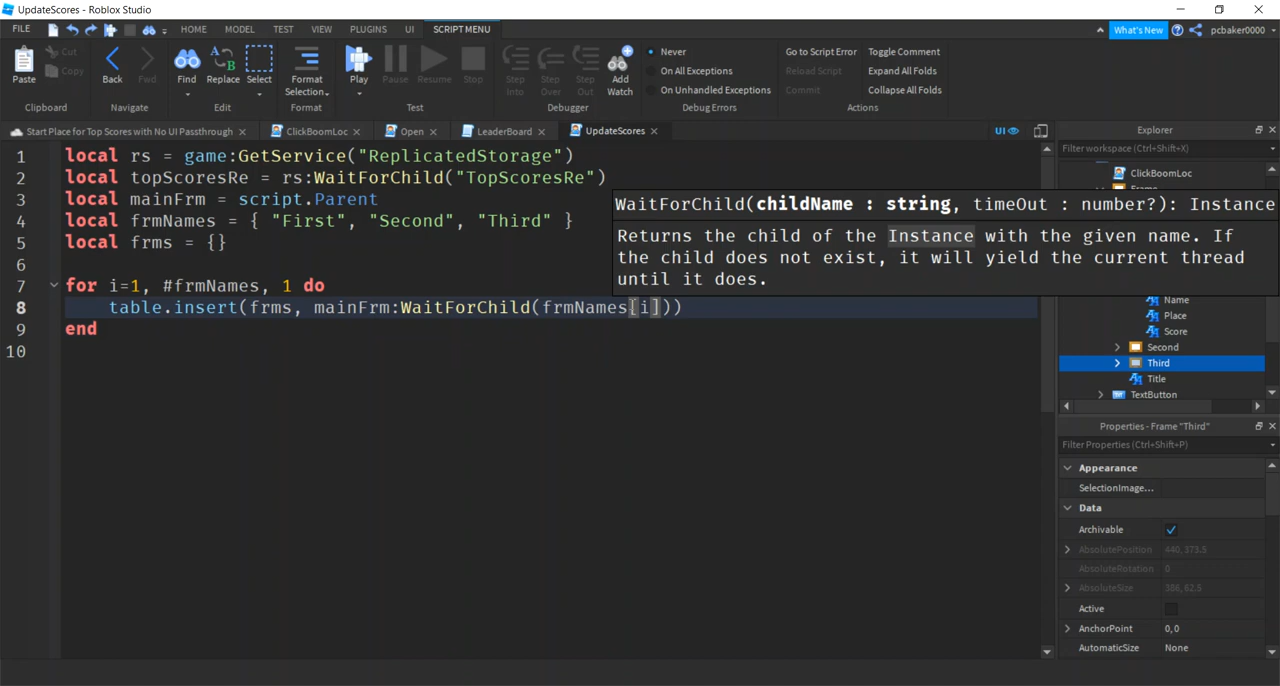 UpdateScores - Roblox Studio
FILE HOME MODEL TEST VIEW PLUGINS UI SCRIPT MENU What's New pcbaker0000
Paste Cut Copy Back Fwd Find Replace Select Format Selection Play Pause Resume Stop Step Into Step Over Step Out Add Watch
Never On All Exceptions On Unhandled Exceptions
Go to Script Error Reload Script Commit
Toggle Comment Expand All Folds Collapse All Folds
Clipboard Navigate Edit Format Test Debugger Debug Errors Actions
Start Place for Top Scores with No UI Passthrough ClickBoomLoc Open LeaderBoard UpdateScores UI
1 local rs = game:GetService("ReplicatedStorage")
2 local topScoresRe = rs:WaitForChild("TopScoresRe")
3 local mainFrm = script.Parent
4 local frmNames = { "First", "Second", "Third" }
5 local frms = {}
6
7 for i=1, #frmNames, 1 do
8 table.insert(frms, mainFrm:WaitForChild(frmNames[i]))
9 end
10
WaitForChild(childName : string, timeOut : number?): Instance
Returns the child of the Instance with the given name. If
the child does not exist, it will yield the current thread
until it does.
Explorer
Filter workspace (Ctrl+Shift+X)
ClickBoomLoc
Frame
Name
Place
Score
Second
Third
Title
TextButton
Properties - Frame "Third"
Filter Properties (Ctrl+Shift+P)
Appearance
SelectionImage...
Data
Archivable
AbsolutePosition 440, 373.5
AbsoluteRotation 0
AbsoluteSize 386, 62.5
Active
AnchorPoint 0,0
AutomaticSize None